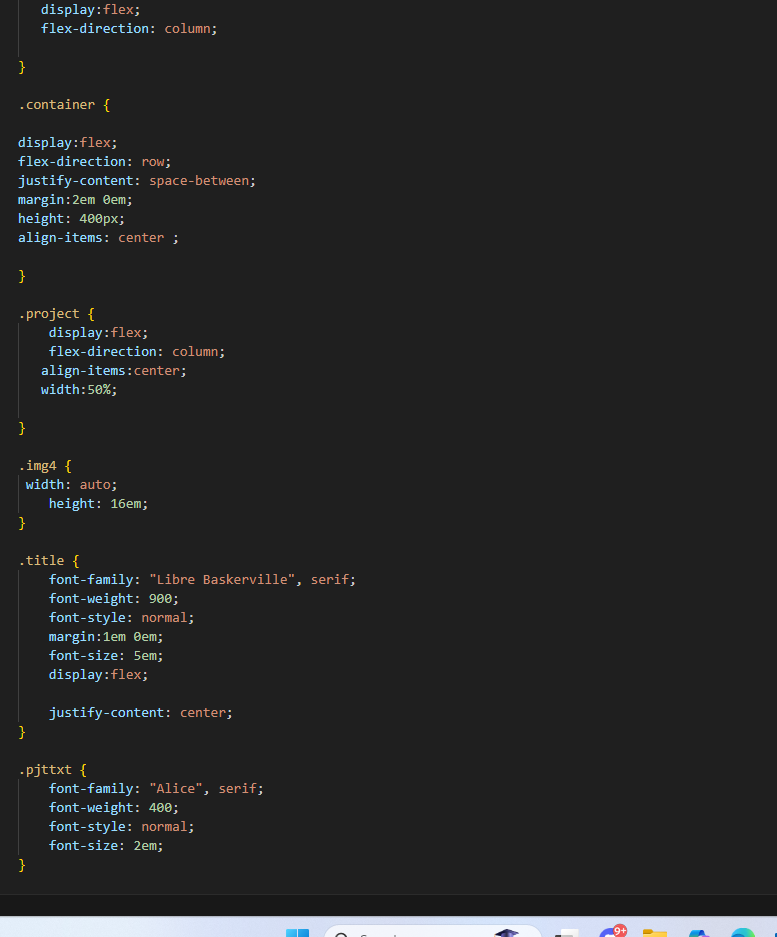 display:flex;
flex-direction: column;
}
.container {
display:flex;
flex-direction: row;
justify-content: space-between;
margin:2em 0em;
height: 400px;
align-items: center ;
}
.project {
display:flex;
flex-direction: column;
align-items:center;
width:50%;
}
.img4 {
width: auto;
height: 16em;
}
.title {
font-family: "Libre Baskerville", serif;
font-weight: 900;
font-style: normal;
margin:1em 0em;
font-size: 5em;
display:flex;
justify-content: center;
}
.pjttxt {
font-family: "Alice", serif;
font-weight: 400;
font-style: normal;
font-size: 2em;
}
9+